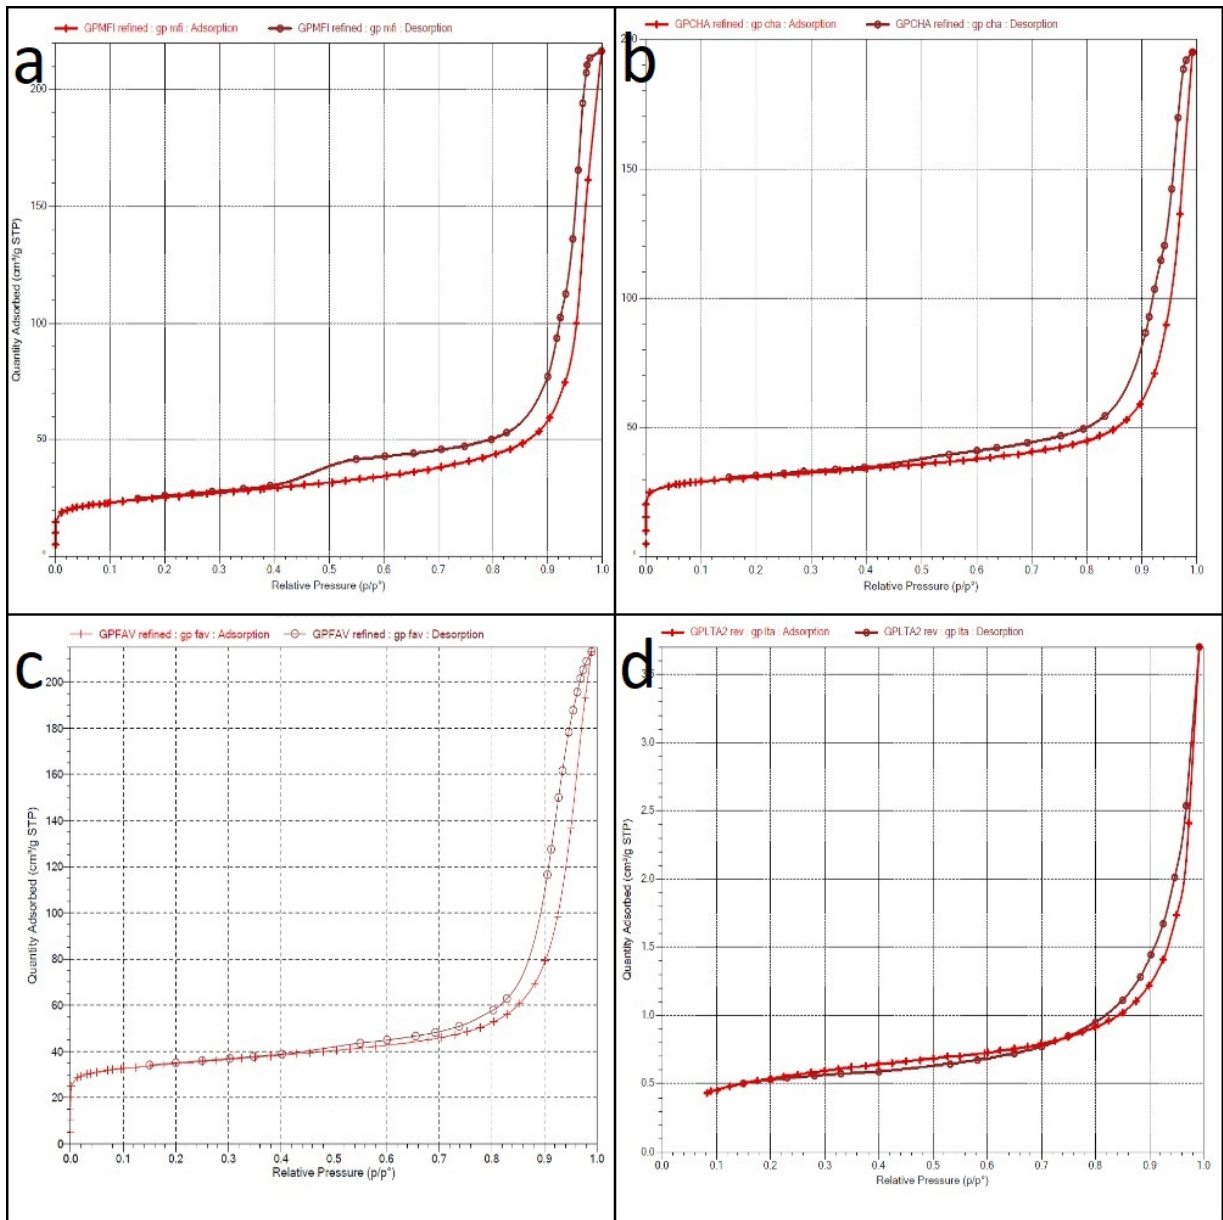 a
GPMFI refined : gp mfi : Adsorption GPMFI refined : gp mfi : Desorption
Quantity Adsorbed (cm³/g STP)
200
150
100
50
0
0.0 0.1 0.2 0.3 0.4 0.5 0.6 0.7 0.8 0.9 1.0
Relative Pressure (p/p°)
b
GPCHA refined : gp cha : Adsorption GPCHA refined : gp cha : Desorption
200
150
100
50
0.0 0.1 0.2 0.3 0.4 0.5 0.6 0.7 0.8 0.9 1.0
Relative Pressure (p/p°)
c
GPFAV refined : gp fav : Adsorption GPFAV refined : gp fav : Desorption
Quantity Adsorbed (cm³/g STP)
200
180
160
140
120
100
80
60
40
20
0
0.0 0.1 0.2 0.3 0.4 0.5 0.6 0.7 0.8 0.9 1.0
Relative Pressure (p/p°)
d
GPLTA2 rev : gp lta : Adsorption GPLTA2 rev : gp lta : Desorption
Quantity Adsorbed (cm³/g STP)
3.5
3.0
2.5
2.0
1.5
1.0
0.5
0.0
0.0 0.1 0.2 0.3 0.4 0.5 0.6 0.7 0.8 0.9 1.0
Relative Pressure (p/p°)